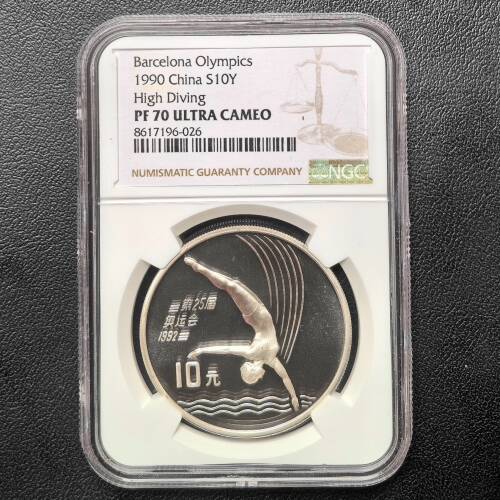 Barcelona Olympics
1990 China S10Y
High Diving
PF 70 ULTRA CAMEO
8617196-026
NUMISMATIC GUARANTY COMPANY
NGC
第25届
奥运会
1992
10元